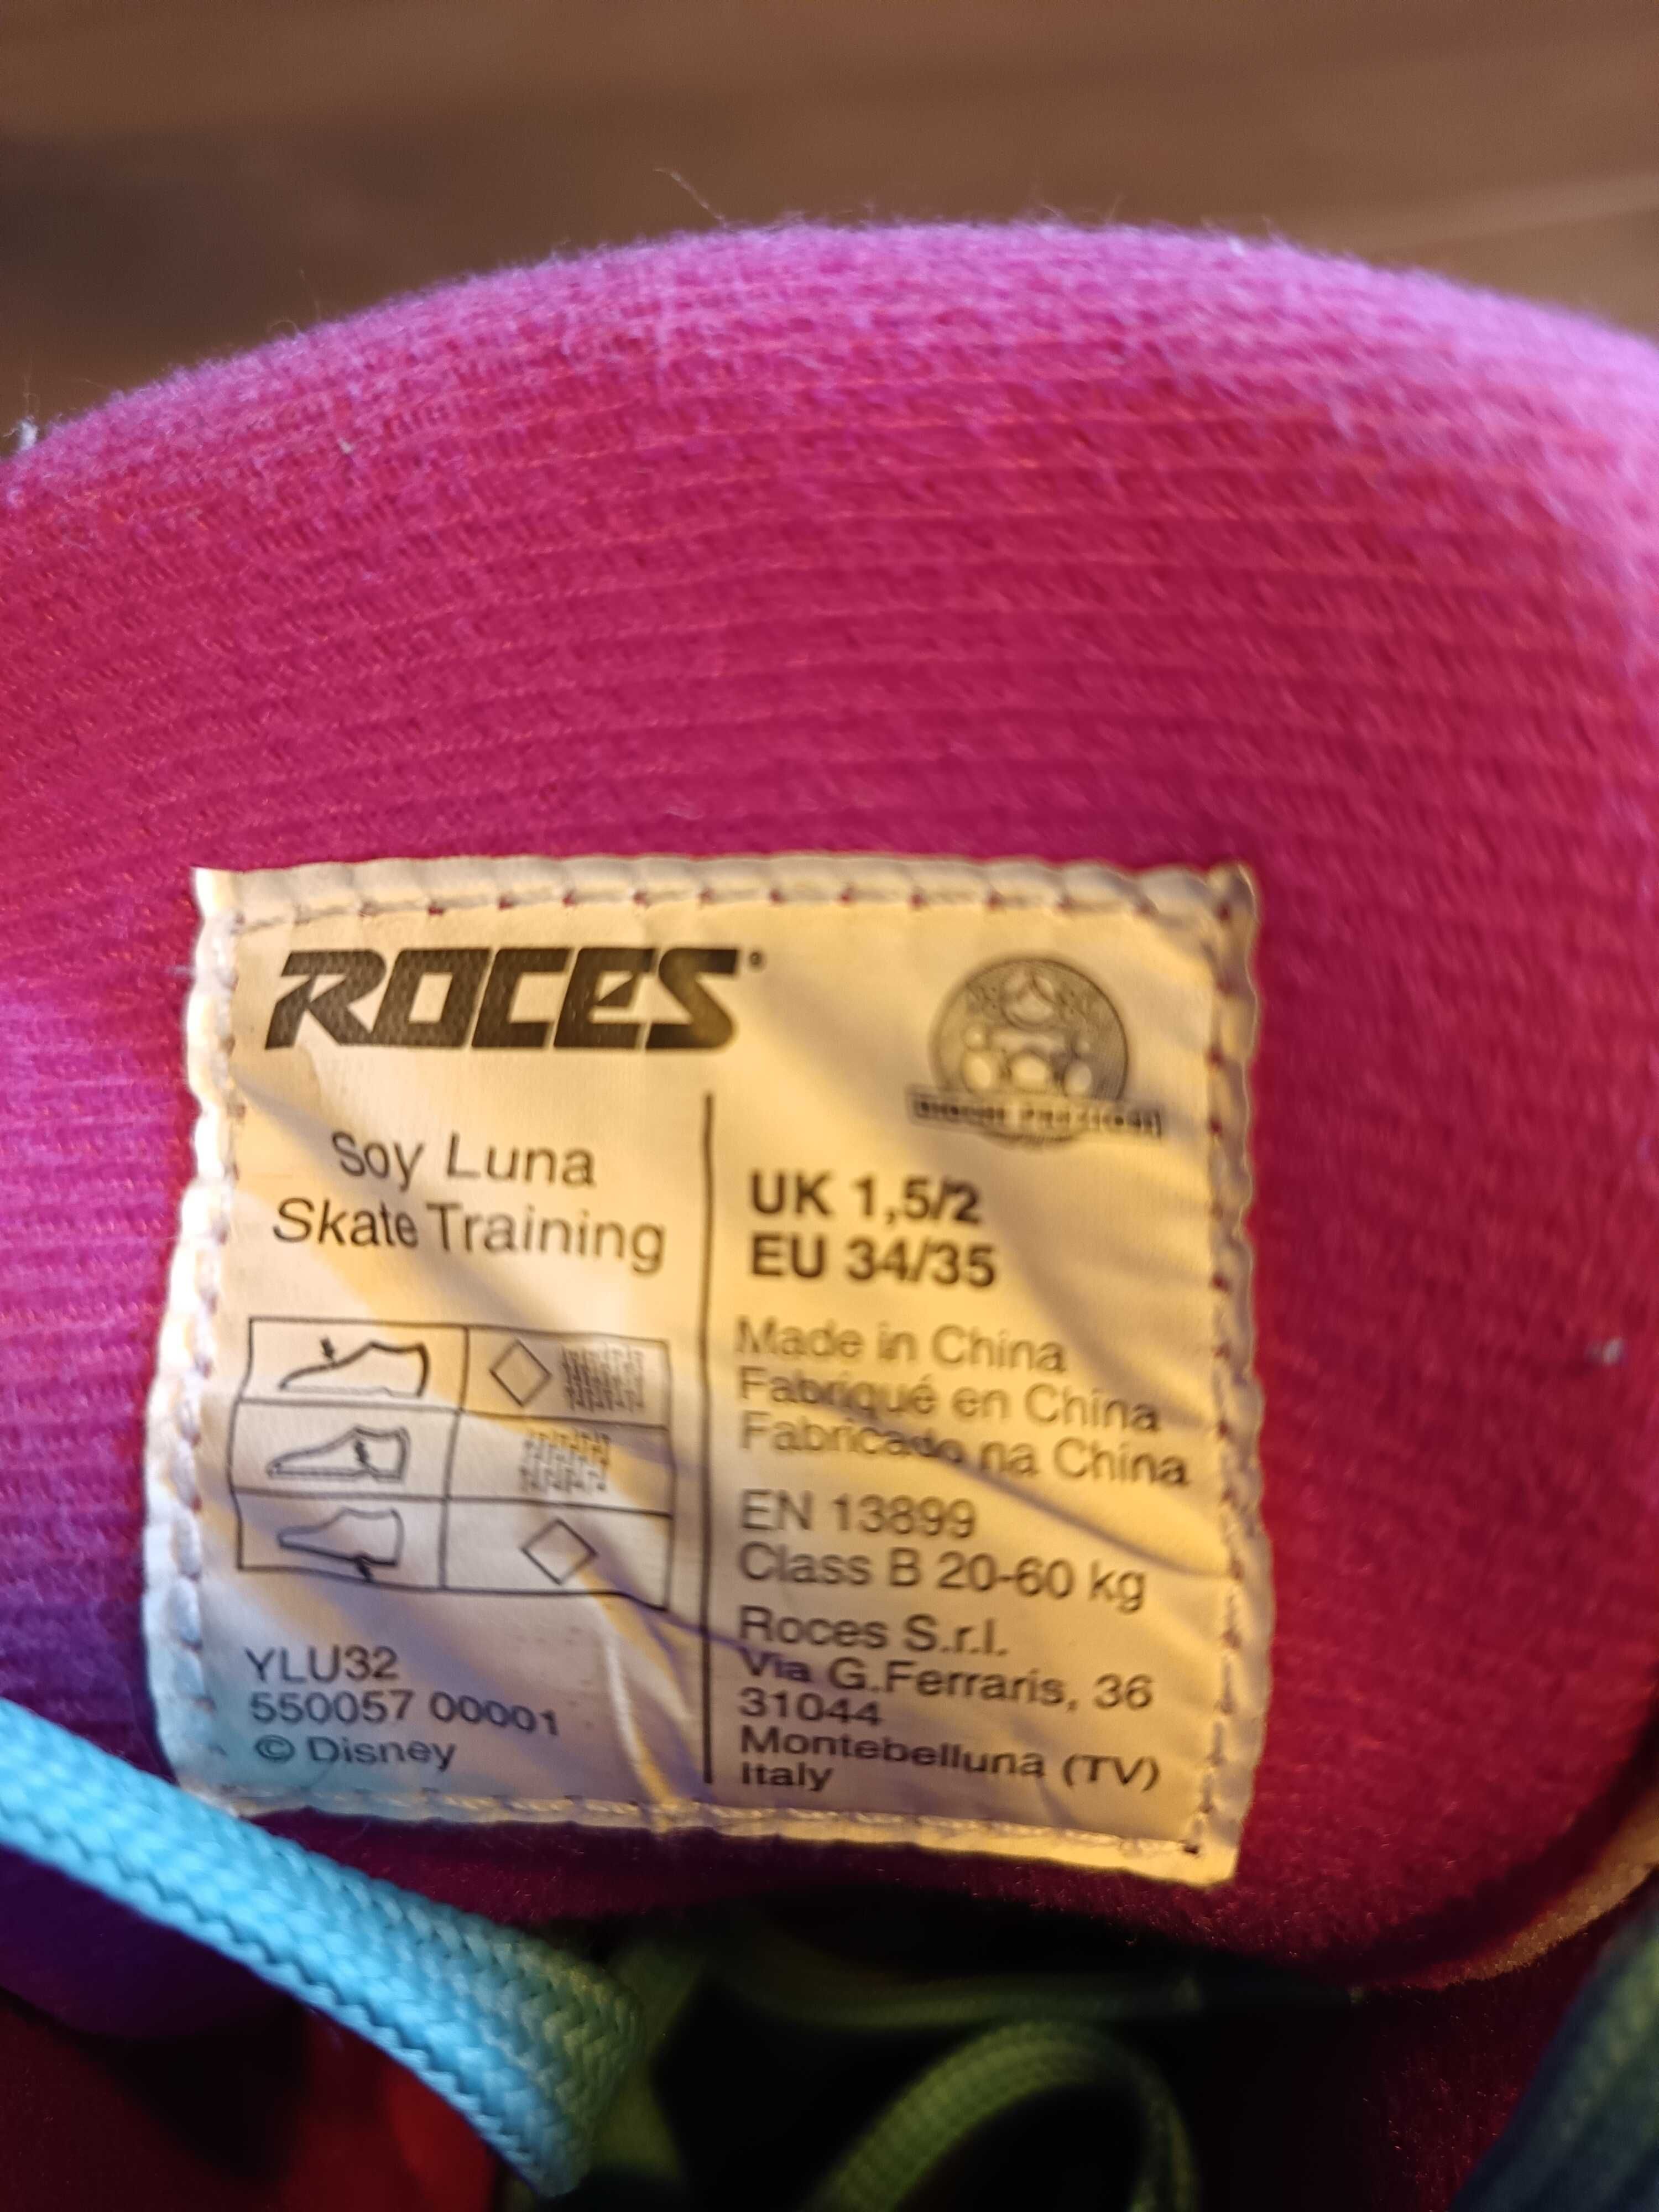 ROCES
Soy Luna
Skate Training
YLU32
550057 00001
© Disney
UK 1,5/2
EU 34/35
Made in China
Fabriqué en China
Fabricado na China
EN 13899
Class B 20-60 kg
Roces S.r.l.
Via G.Ferraris, 36
31044
Montebelluna (TV)
Italy